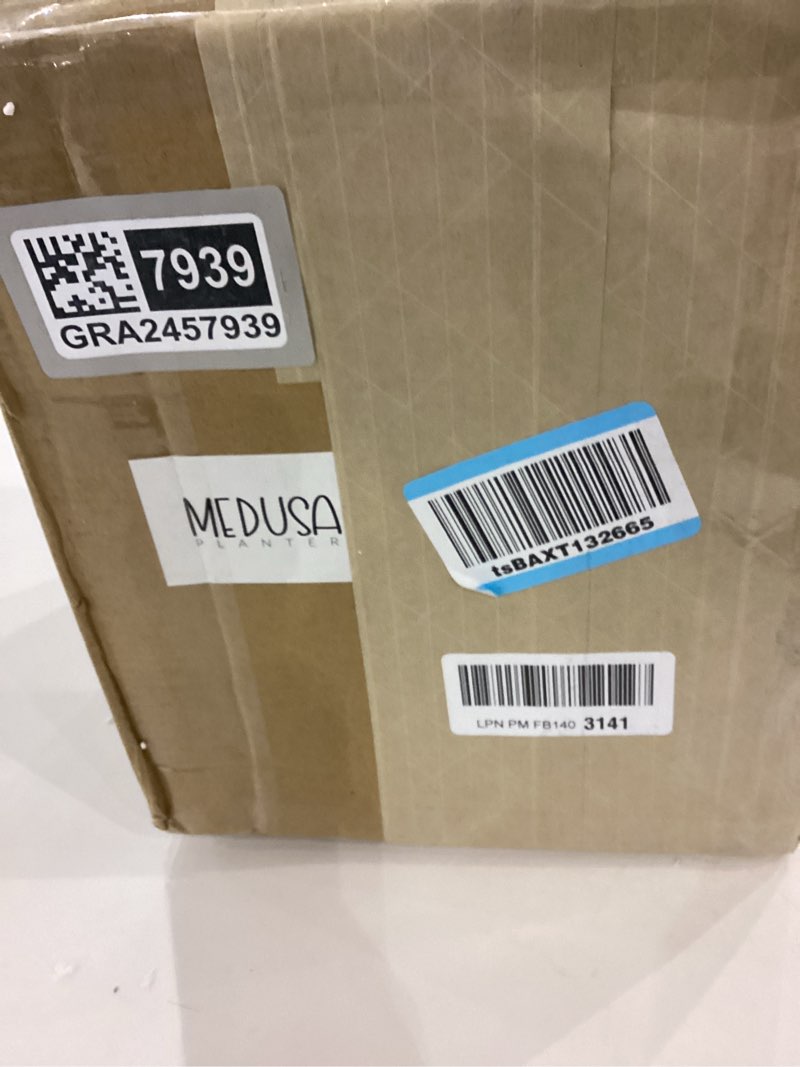 7939
GRA2457939
MEDUSA
PLANTER
tsBAXT132665
LPN PM FB140 3141